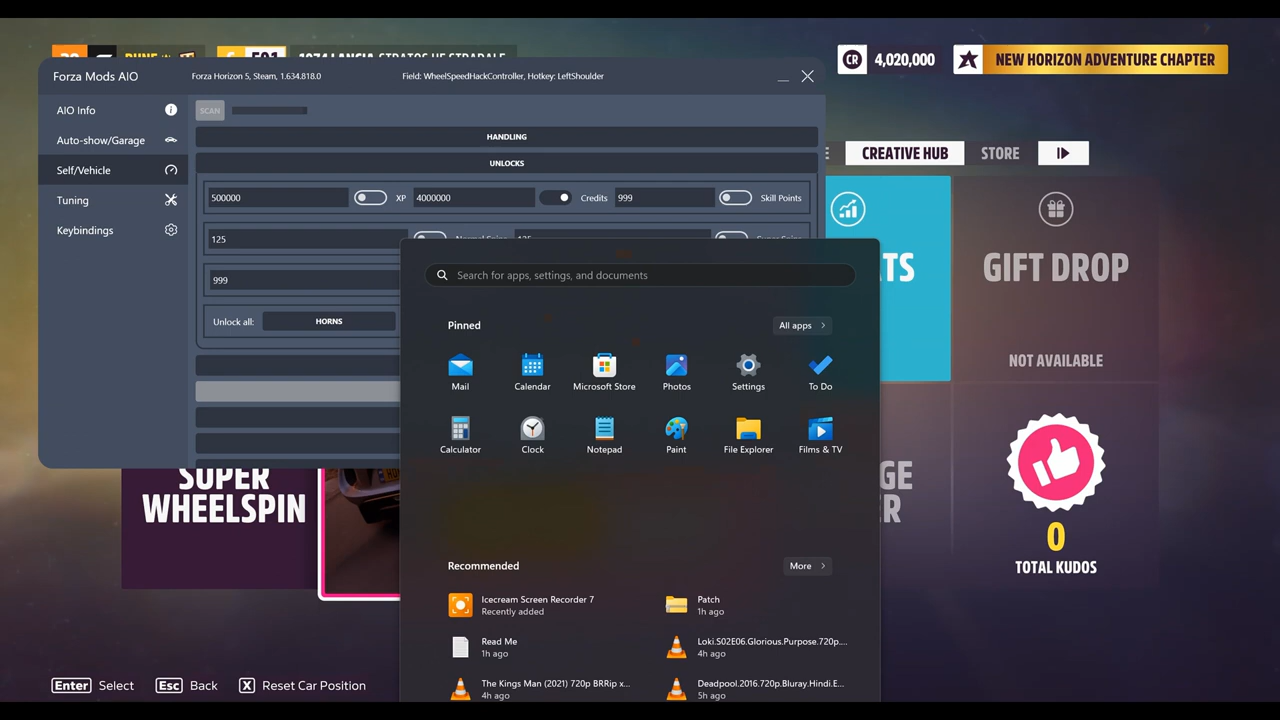 4,020,000
NEW HORIZON ADVENTURE CHAPTER
Forza Mods AIO
Forza Horizon 5, Steam, 1.634.818.0
Field: WheelSpeedHackController, Hotkey: LeftShoulder
AIO Info
Auto-show/Garage
Self/Vehicle
Tuning
Keybindings
SCAN
HANDLING
UNLOCKS
500000 XP 4000000 Credits 999 Skill Points
125
999
Unlock all: HORNS
CREATIVE HUB
STORE
GIFT DROP
NOT AVAILABLE
SUPER
WHEELSPIN
0
TOTAL KUDOS
Search for apps, settings, and documents
Pinned
All apps
Mail
Calendar
Microsoft Store
Photos
Settings
To Do
Calculator
Clock
Notepad
Paint
File Explorer
Films & TV
Recommended
More
Icecream Screen Recorder 7
Recently added
Patch
1h ago
Read Me
1h ago
Loki.S02E06.Glorious.Purpose.720p....
4h ago
The Kings Man (2021) 720p BRRip x...
4h ago
Deadpool.2016.720p.Bluray.Hindi.E...
5h ago
Enter Select
Esc Back
X Reset Car Position